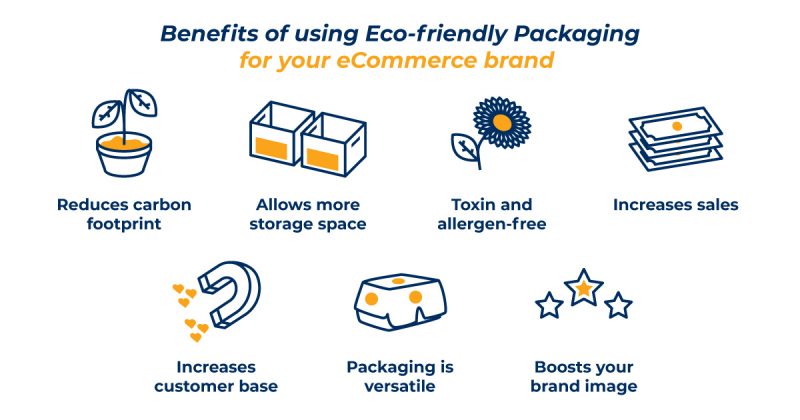 Benefits of using Eco-friendly Packaging
for your eCommerce brand
Reduces carbon
footprint
Allows more
storage space
Toxin and
allergen-free
Increases sales
Increases
customer base
Packaging is
versatile
Boosts your
brand image